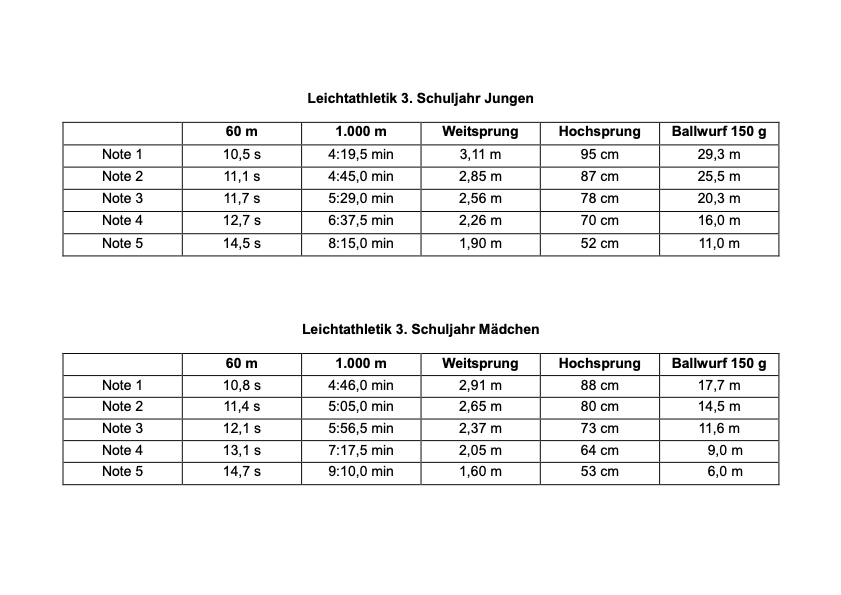 Leichtathletik 3. Schuljahr Jungen
60 m 1.000 m Weitsprung Hochsprung Ballwurf 150 g
Note 1 10,5 s 4:19,5 min 3,11 m 95 cm 29,3 m
Note 2 11,1 s 4:45,0 min 2,85 m 87 cm 25,5 m
Note 3 11,7 s 5:29,0 min 2,56 m 78 cm 20,3 m
Note 4 12,7 s 6:37,5 min 2,26 m 70 cm 16,0 m
Note 5 14,5 s 8:15,0 min 1,90 m 52 cm 11,0 m
Leichtathletik 3. Schuljahr Mädchen
60 m 1.000 m Weitsprung Hochsprung Ballwurf 150 g
Note 1 10,8 s 4:46,0 min 2,91 m 88 cm 17,7 m
Note 2 11,4 s 5:05,0 min 2,65 m 80 cm 14,5 m
Note 3 12,1 s 5:56,5 min 2,37 m 73 cm 11,6 m
Note 4 13,1 s 7:17,5 min 2,05 m 64 cm 9,0 m
Note 5 14,7 s 9:10,0 min 1,60 m 53 cm 6,0 m